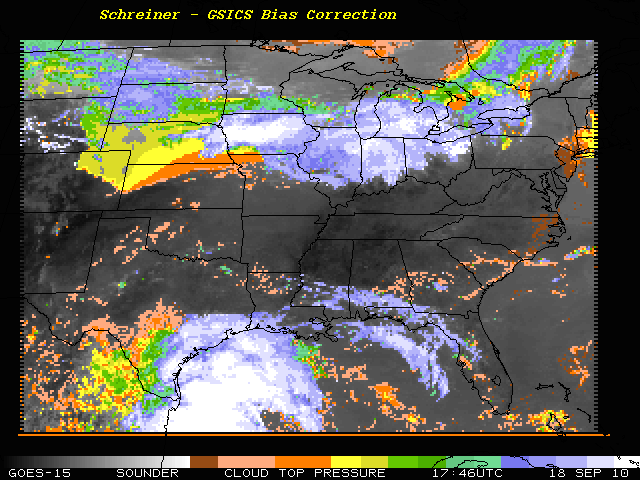 Schreiner - GSICS Bias Correction
GOES-15 SOUNDER CLOUD TOP PRESSURE 17:46UTC 18 SEP 10